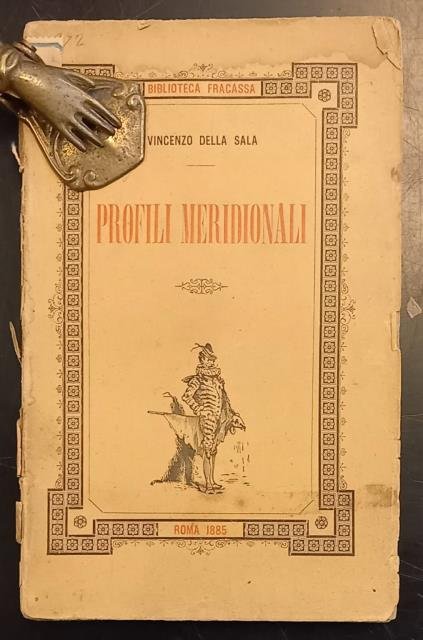 BIBLIOTECA FRACASSA
VINCENZO DELLA SALA
PROFILI MERIDIONALI
ROMA 1885